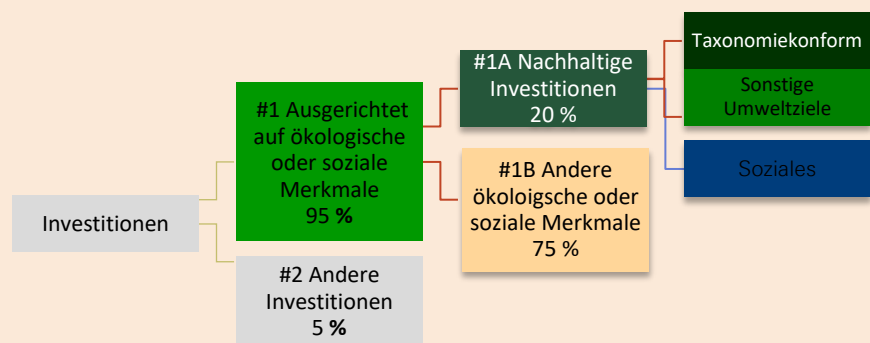 Investitionen
#1 Ausgerichtet
auf ökologische
oder soziale
Merkmale
95 %
#2 Andere
Investitionen
5 %
#1A Nachhaltige
Investitionen
20 %
#1B Andere
ökoloigsche oder
soziale Merkmale
75 %
Taxonomiekonform
Sonstige
Umweltziele
Soziales